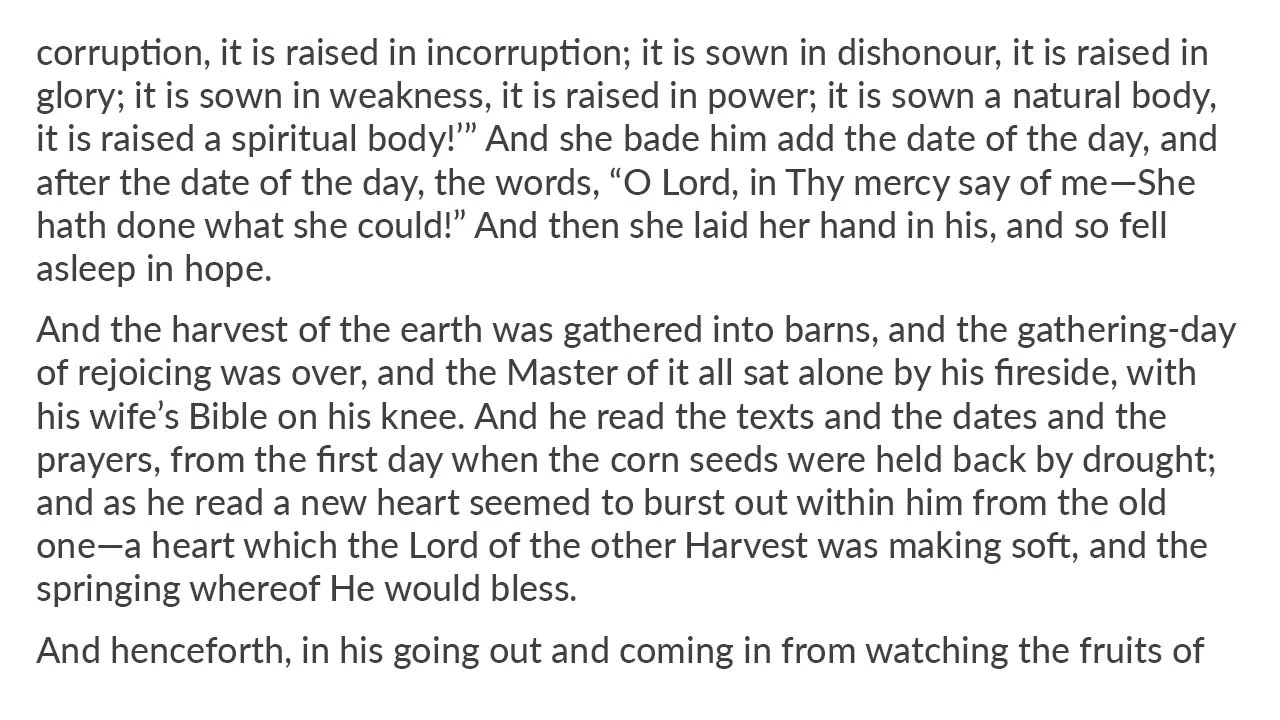 corruption, it is raised in incorruption; it is sown in dishonour, it is raised in
glory; it is sown in weakness, it is raised in power; it is sown a natural body,
it is raised a spiritual body!’” And she bade him add the date of the day, and
after the date of the day, the words, “O Lord, in Thy mercy say of me—She
hath done what she could!” And then she laid her hand in his, and so fell
asleep in hope.
And the harvest of the earth was gathered into barns, and the gathering-day
of rejoicing was over, and the Master of it all sat alone by his fireside, with
his wife’s Bible on his knee. And he read the texts and the dates and the
prayers, from the first day when the corn seeds were held back by drought;
and as he read a new heart seemed to burst out within him from the old
one—a heart which the Lord of the other Harvest was making soft, and the
springing whereof He would bless.
And henceforth, in his going out and coming in from watching the fruits of